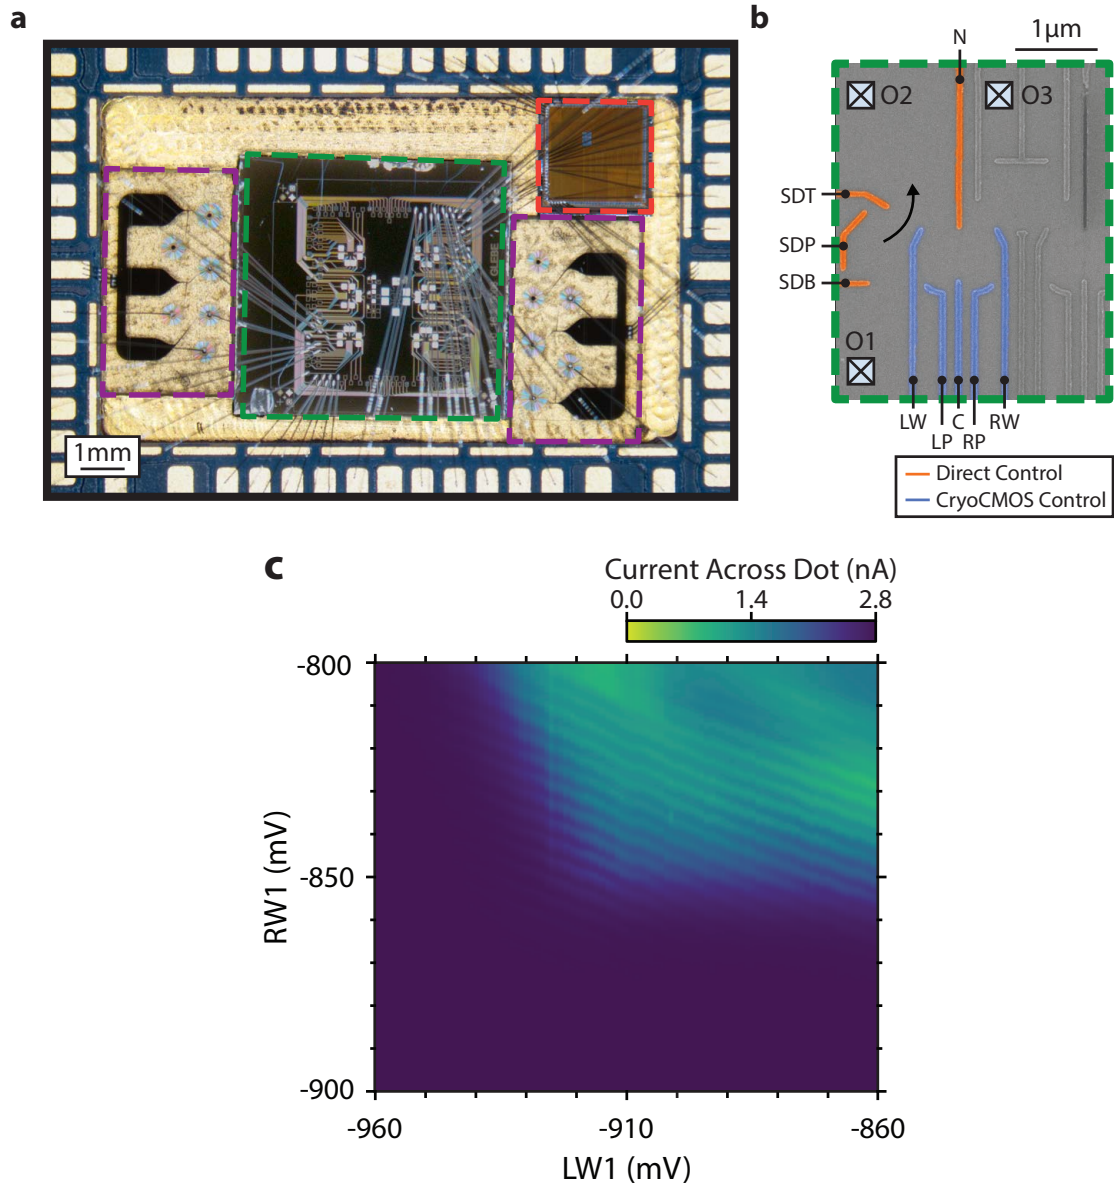 a
1mm
b
1μm
N
O2
O3
SDT
SDP
SDB
O1
LW
C
RW
LP
RP
Direct Control
CryoCMOS Control
c
Current Across Dot (nA)
0.0 1.4 2.8
-800
-850
-900
RW1 (mV)
-960 -910 -860
LW1 (mV)